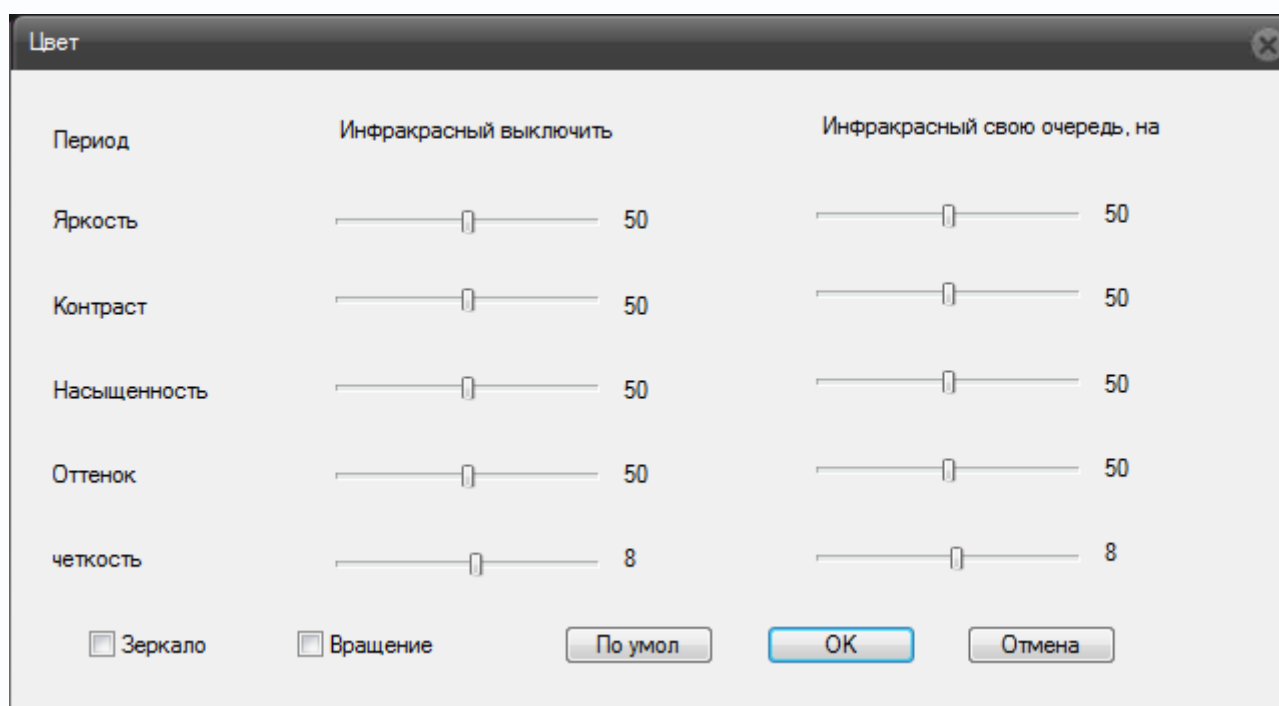 Цвет
Период Инфракрасный выключить Инфракрасный свою очередь, на
Яркость 50 50
Контраст 50 50
Насыщенность 50 50
Оттенок 50 50
четкость 8 8
Зеркало Вращение По умол OK Отмена